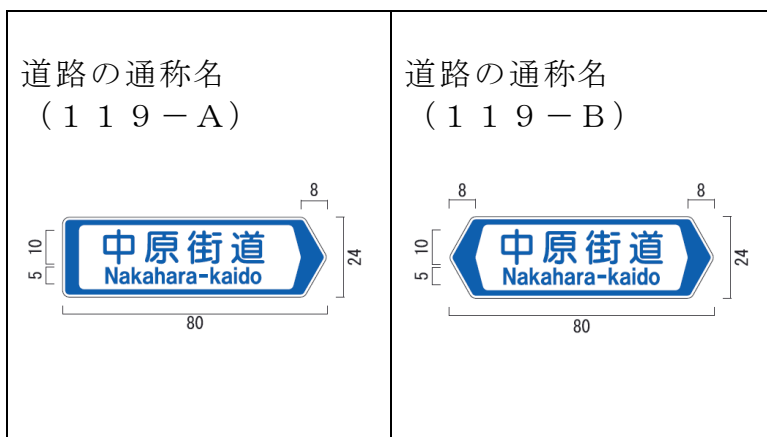 道路の通称名
（１１９－Ａ）
8
10
5
中原街道
Nakahara-kaido
24
80
道路の通称名
（１１９－Ｂ）
8
8
10
5
中原街道
Nakahara-kaido
24
80